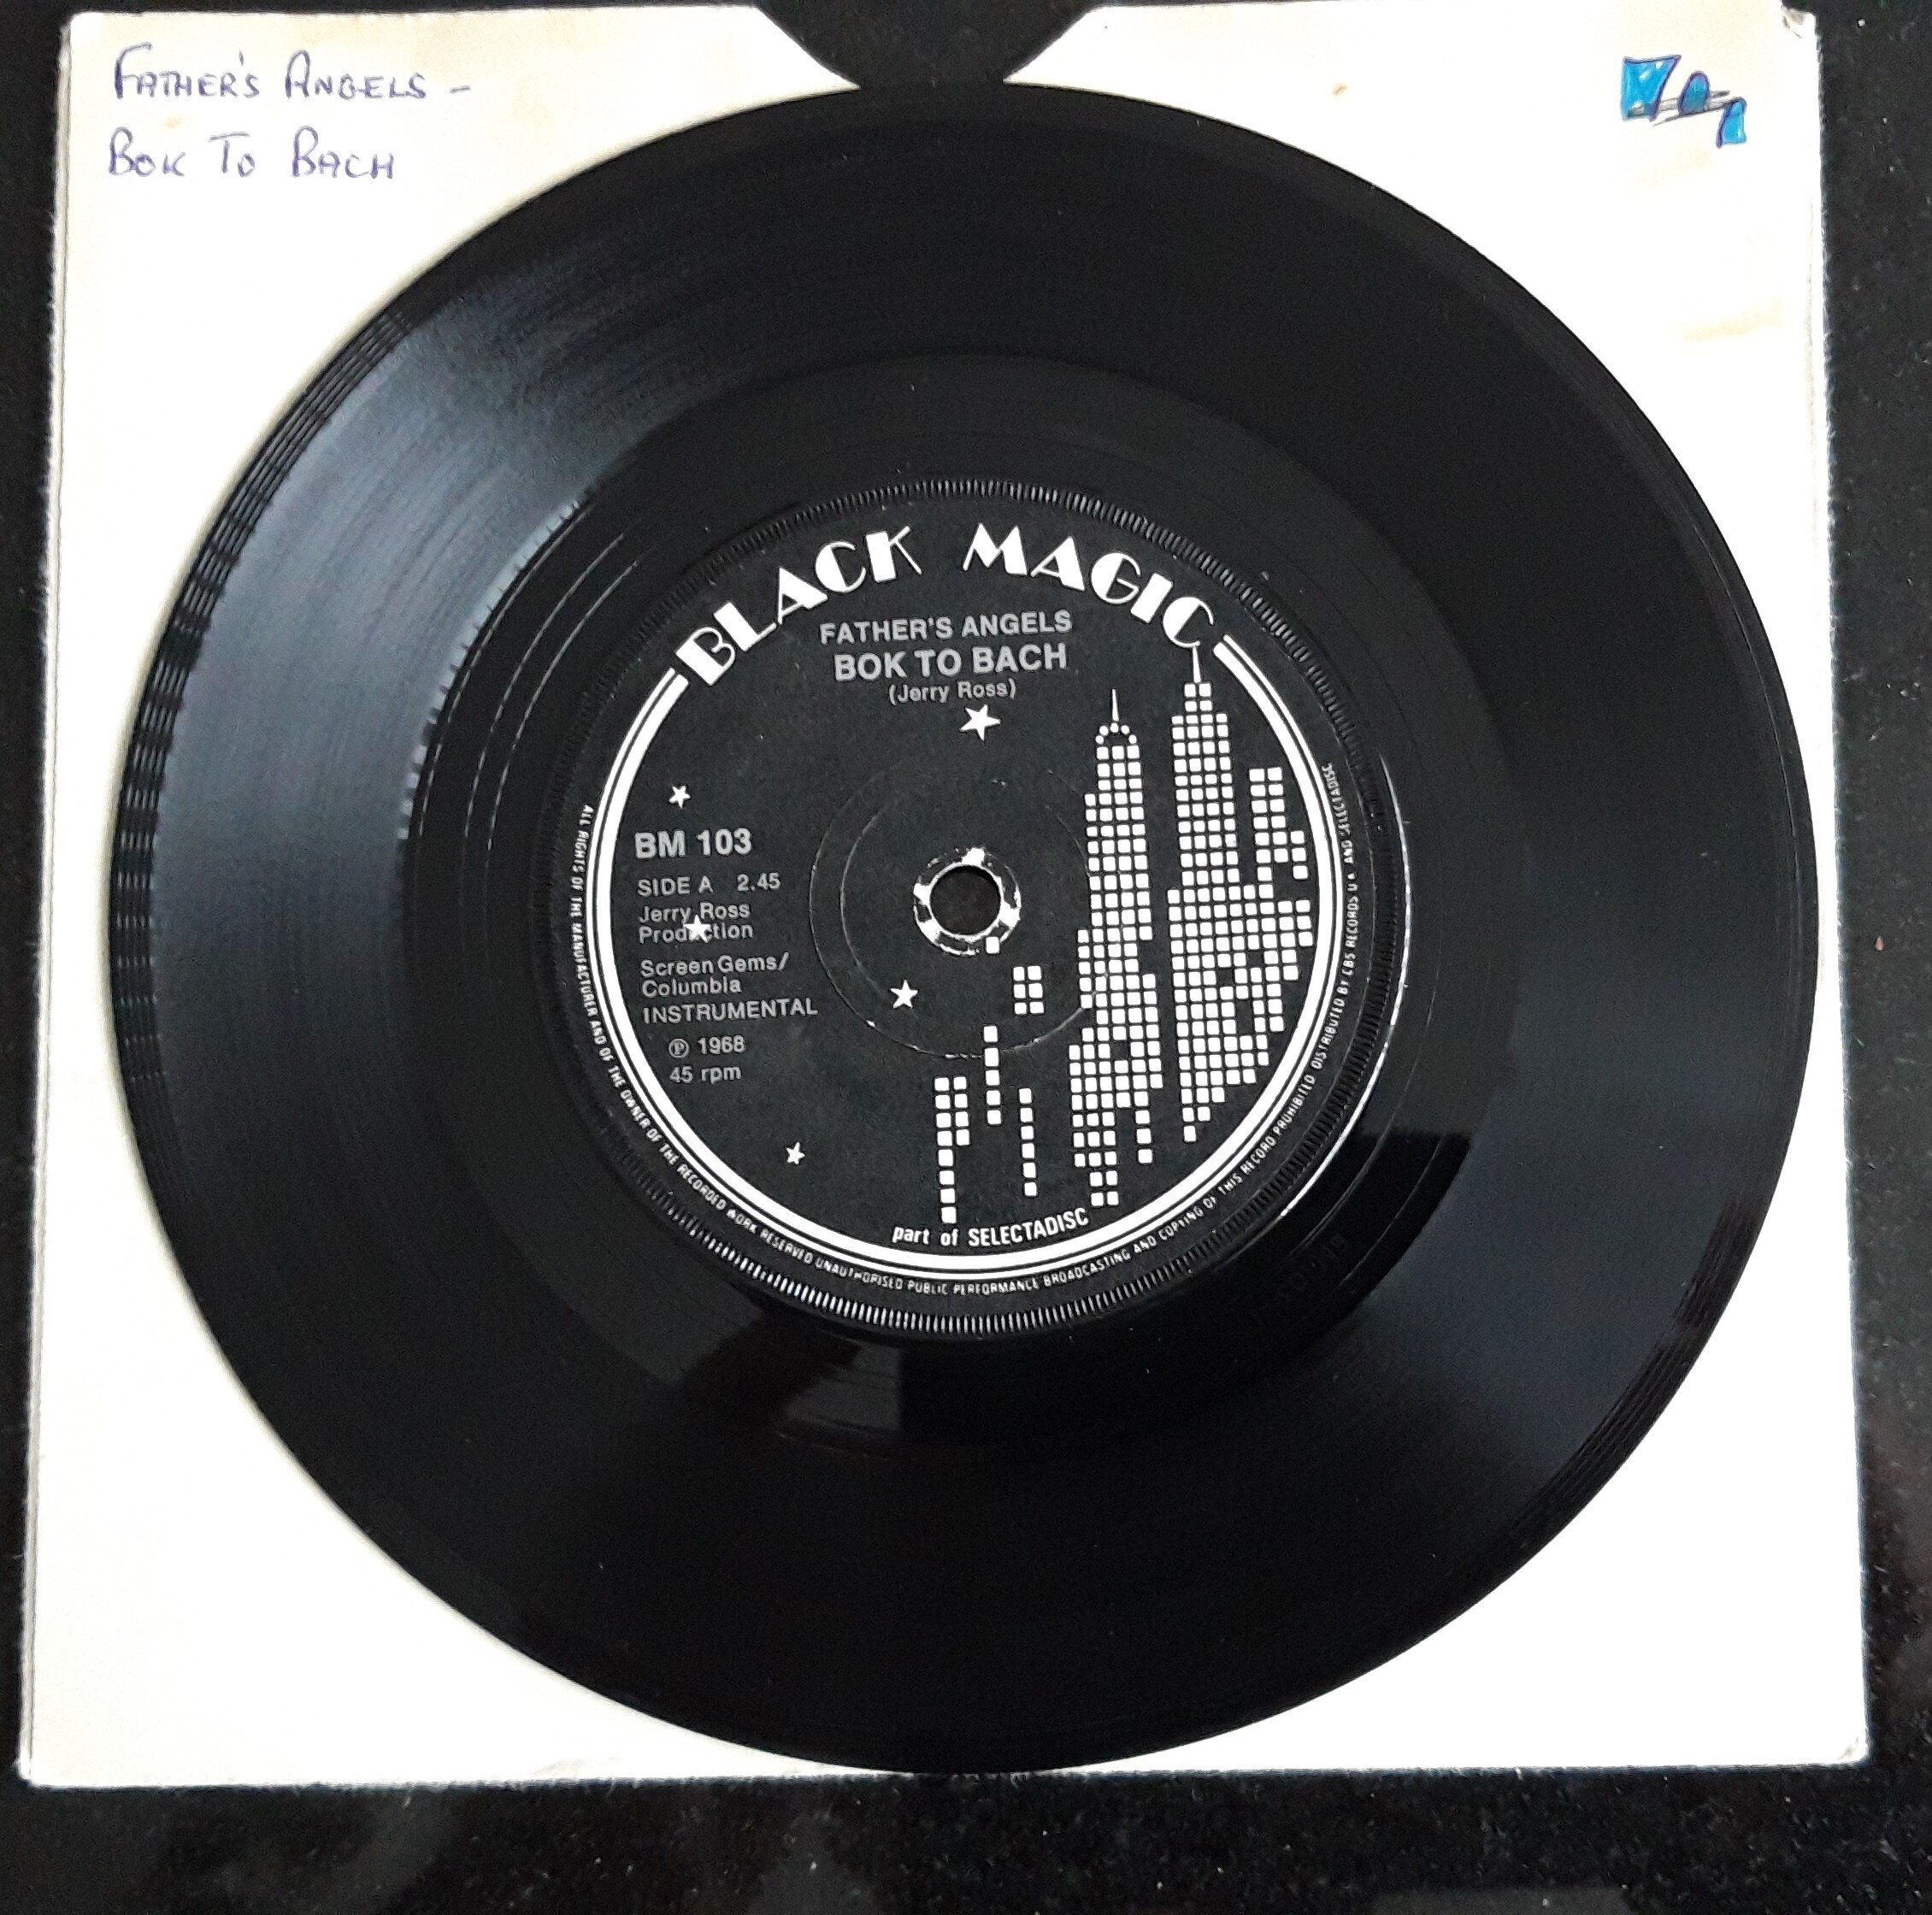 FATHER'S ANGELS -
BOK TO BACH
BLACK MAGIC
FATHER'S ANGELS
BOK TO BACH
(Jerry Ross)
BM 103
SIDE A 2.45
Jerry Ross
Production
Screen Gems/
Columbia
INSTRUMENTAL
℗ 1968
45 rpm
part of SELECTADISC
ALL RIGHTS OF THE MANUFACTURER AND OF THE OWNER OF THE RECORDED WORK RESERVED UNAUTHORISED PUBLIC PERFORMANCE BROADCASTING AND COPYING OF THIS RECORD PROHIBITED DISTRIBUTED BY CBS RECORDS U.K. AND SELECTADISC